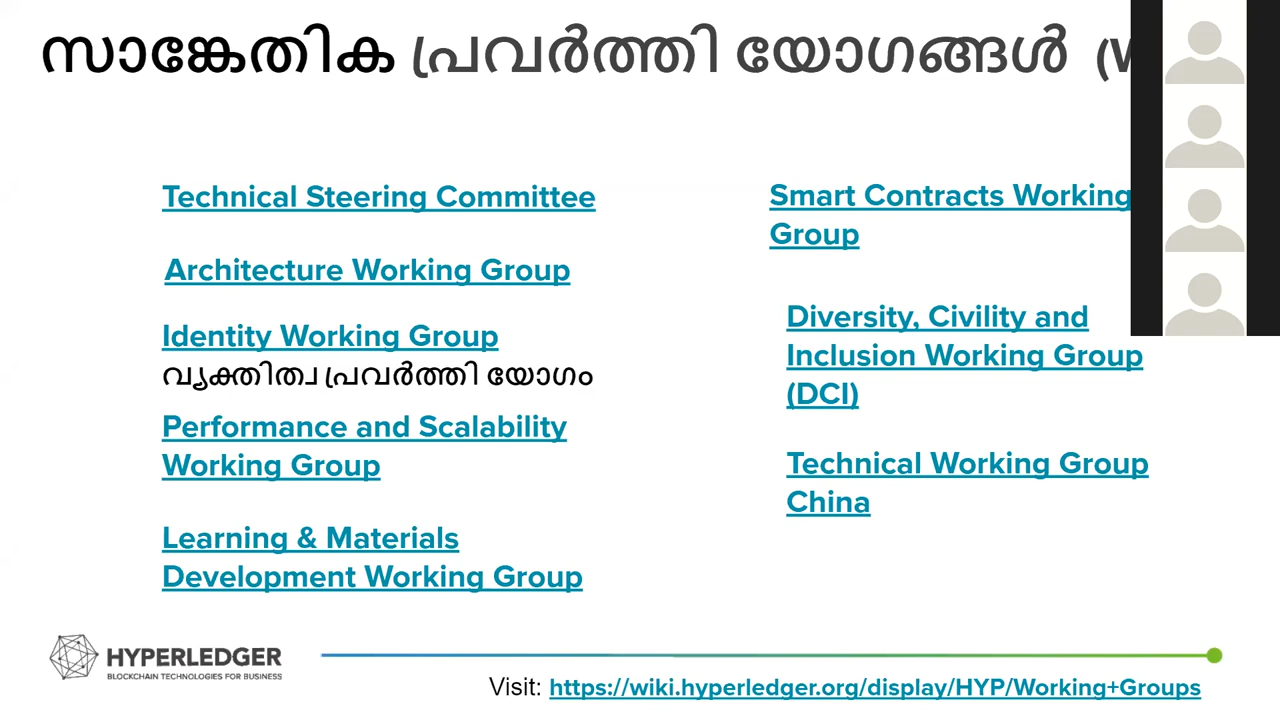 സാങ്കേതിക പ്രവർത്തി യോഗങ്ങൾ
Technical Steering Committee
Architecture Working Group
Identity Working Group
വ്യക്തിത്വ പ്രവർത്തി യോഗം
Performance and Scalability
Working Group
Learning & Materials
Development Working Group
Smart Contracts Working
Group
Diversity, Civility and
Inclusion Working Group
(DCI)
Technical Working Group
China
HYPERLEDGER
BLOCKCHAIN TECHNOLOGIES FOR BUSINESS
Visit: https://wiki.hyperledger.org/display/HYP/Working+Groups